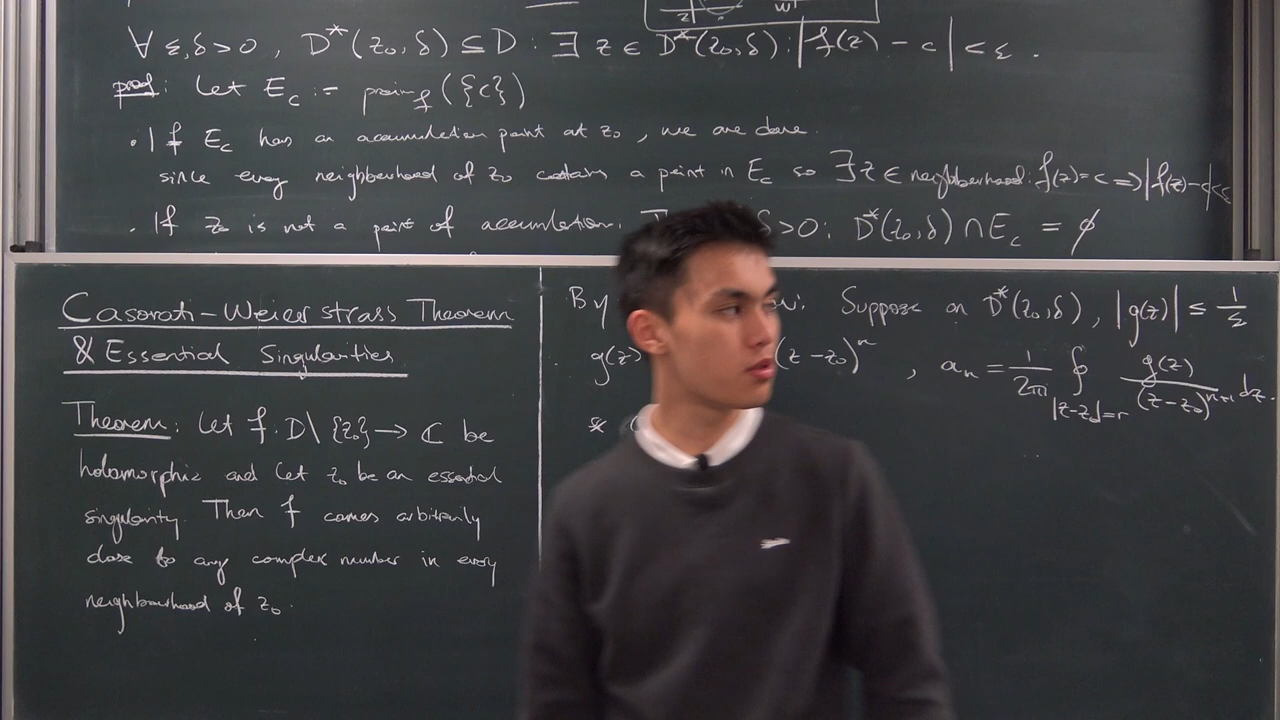 ∀ ε,δ>0 , D*(z₀,δ) ⊆ D : ∃ z ∈ D*(z₀,δ) : |f(z) - c| < ε .
proof: Let E_c := preim_f ({c})
. If E_c has an accumulation point at z₀ , we are done.
since every neighbourhood of z₀ contains a point in E_c so ∃ z ∈ neighbourhood: f(z)=c ⇒ |f(z)-c|<ε
. If z₀ is not a point of accumulation. δ>0: D*(z₀,δ) ∩ E_c = ∅
Casorati-Weierstrass Theorem
& Essential Singularities
Theorem: Let f: D\{z₀} → ℂ be
holomorphic and let z₀ be an essential
singularity. Then f comes arbitrarily
close to any complex number in every
neighbourhood of z₀.
By Suppose on D*(z₀,δ), |g(z)| ≤ 1/ε
g(z) (z-z₀)ⁿ , aₙ = 1/2πi ∮_{|z-z₀|=r} g(z)/(z-z₀)ⁿ⁺¹ dz.